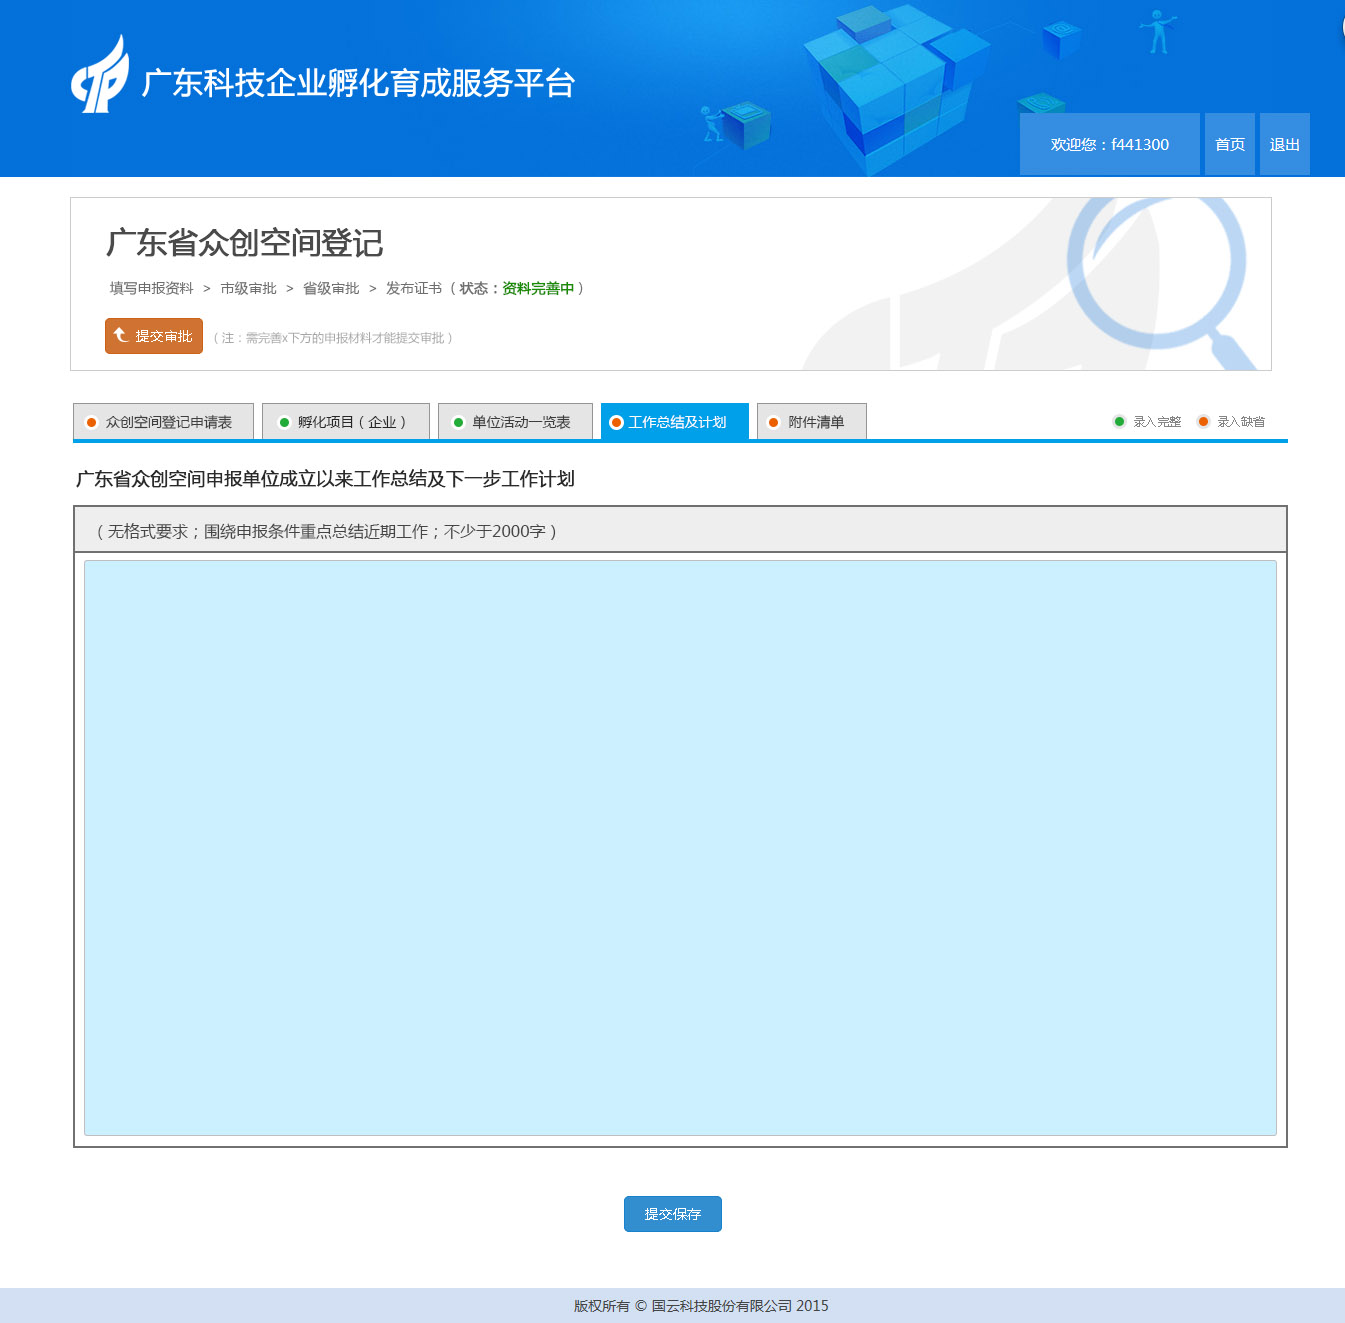 广东科技企业孵化育成服务平台
欢迎您：f441300 首页 退出
广东省众创空间登记
填写申报资料 > 市级审批 > 省级审批 > 发布证书（状态：资料完善中）
提交审批（注：需完善x下方的申报材料才能提交审批）
众创空间登记申请表 孵化项目（企业） 单位活动一览表 工作总结及计划 附件清单 录入完整 录入缺省
广东省众创空间申报单位成立以来工作总结及下一步工作计划
（无格式要求；围绕申报条件重点总结近期工作；不少于2000字）
提交保存
版权所有 © 国云科技股份有限公司 2015